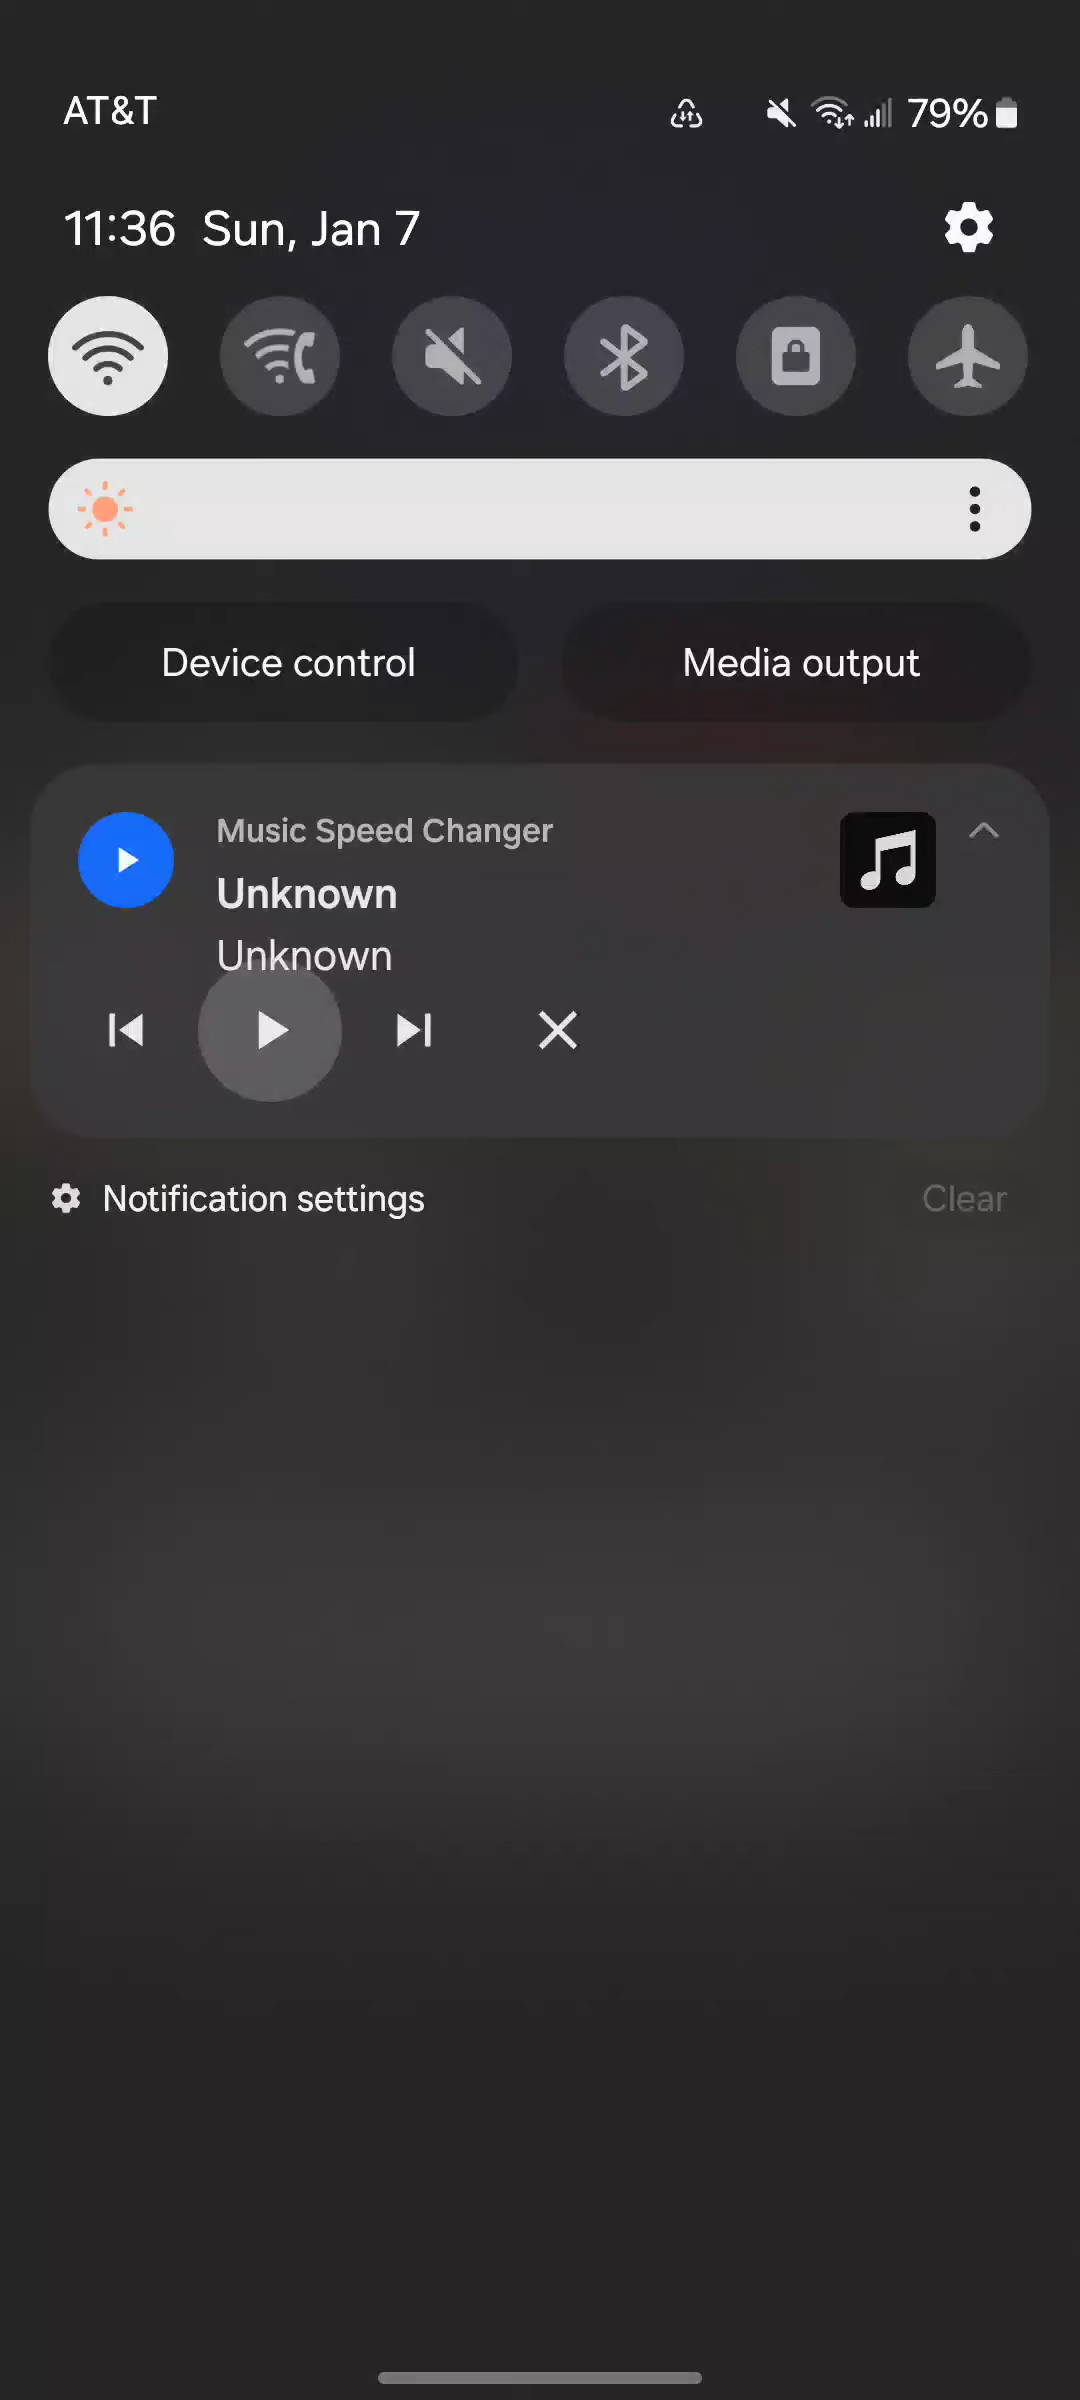 AT&T
79%
11:36 Sun, Jan 7
Device control
Media output
Music Speed Changer
Unknown
Unknown
Notification settings
Clear